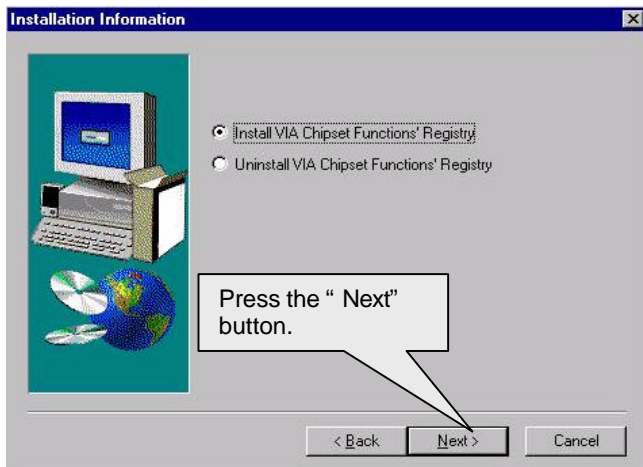 Installation Information
Install VIA Chipset Functions' Registry
Uninstall VIA Chipset Functions' Registry
Press the “ Next”
button.
< Back
Next >
Cancel